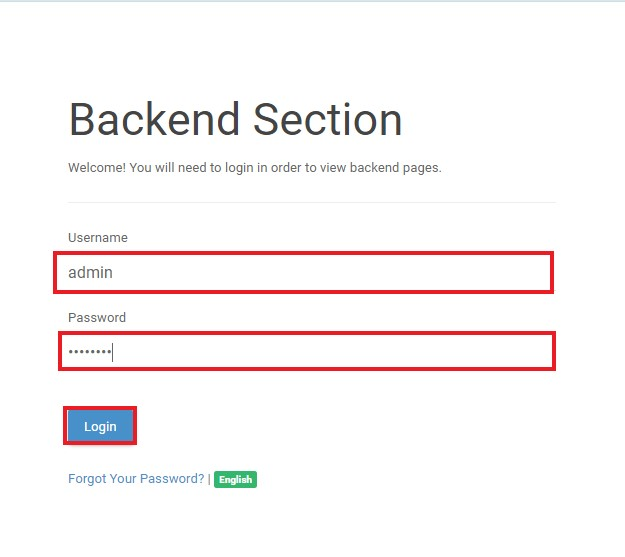 Backend Section
Welcome! You will need to login in order to view backend pages.
Username
admin
Password
••••••••
Login
Forgot Your Password? | English